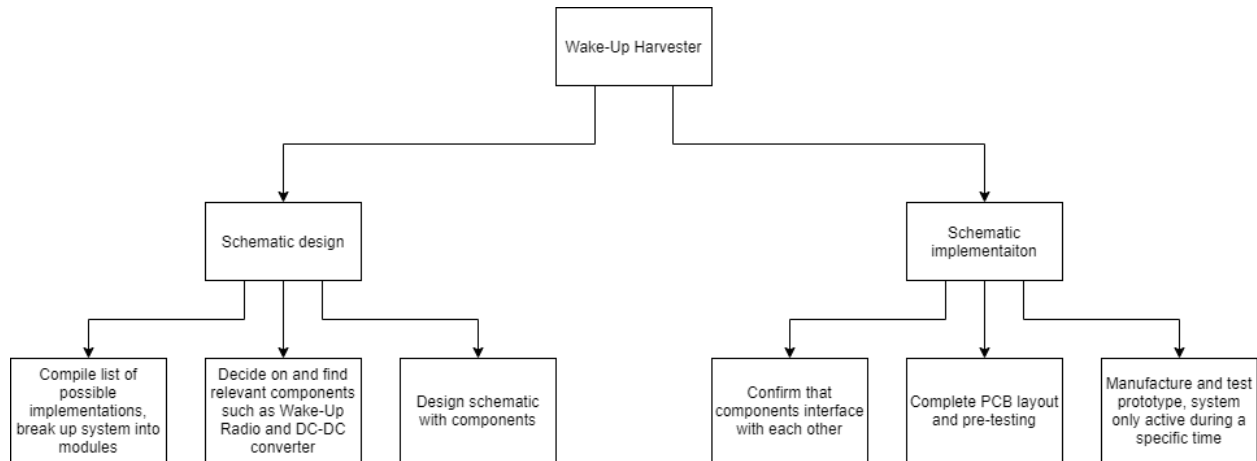 Wake-Up Harvester
Schematic design
Schematic
implementaiton
Compile list of
possible
implementations,
break up system into
modules
Decide on and find
relevant components
such as Wake-Up
Radio and DC-DC
converter
Design schematic
with components
Confirm that
components interface
with each other
Complete PCB layout
and pre-testing
Manufacture and test
prototype, system
only active during a
specific time